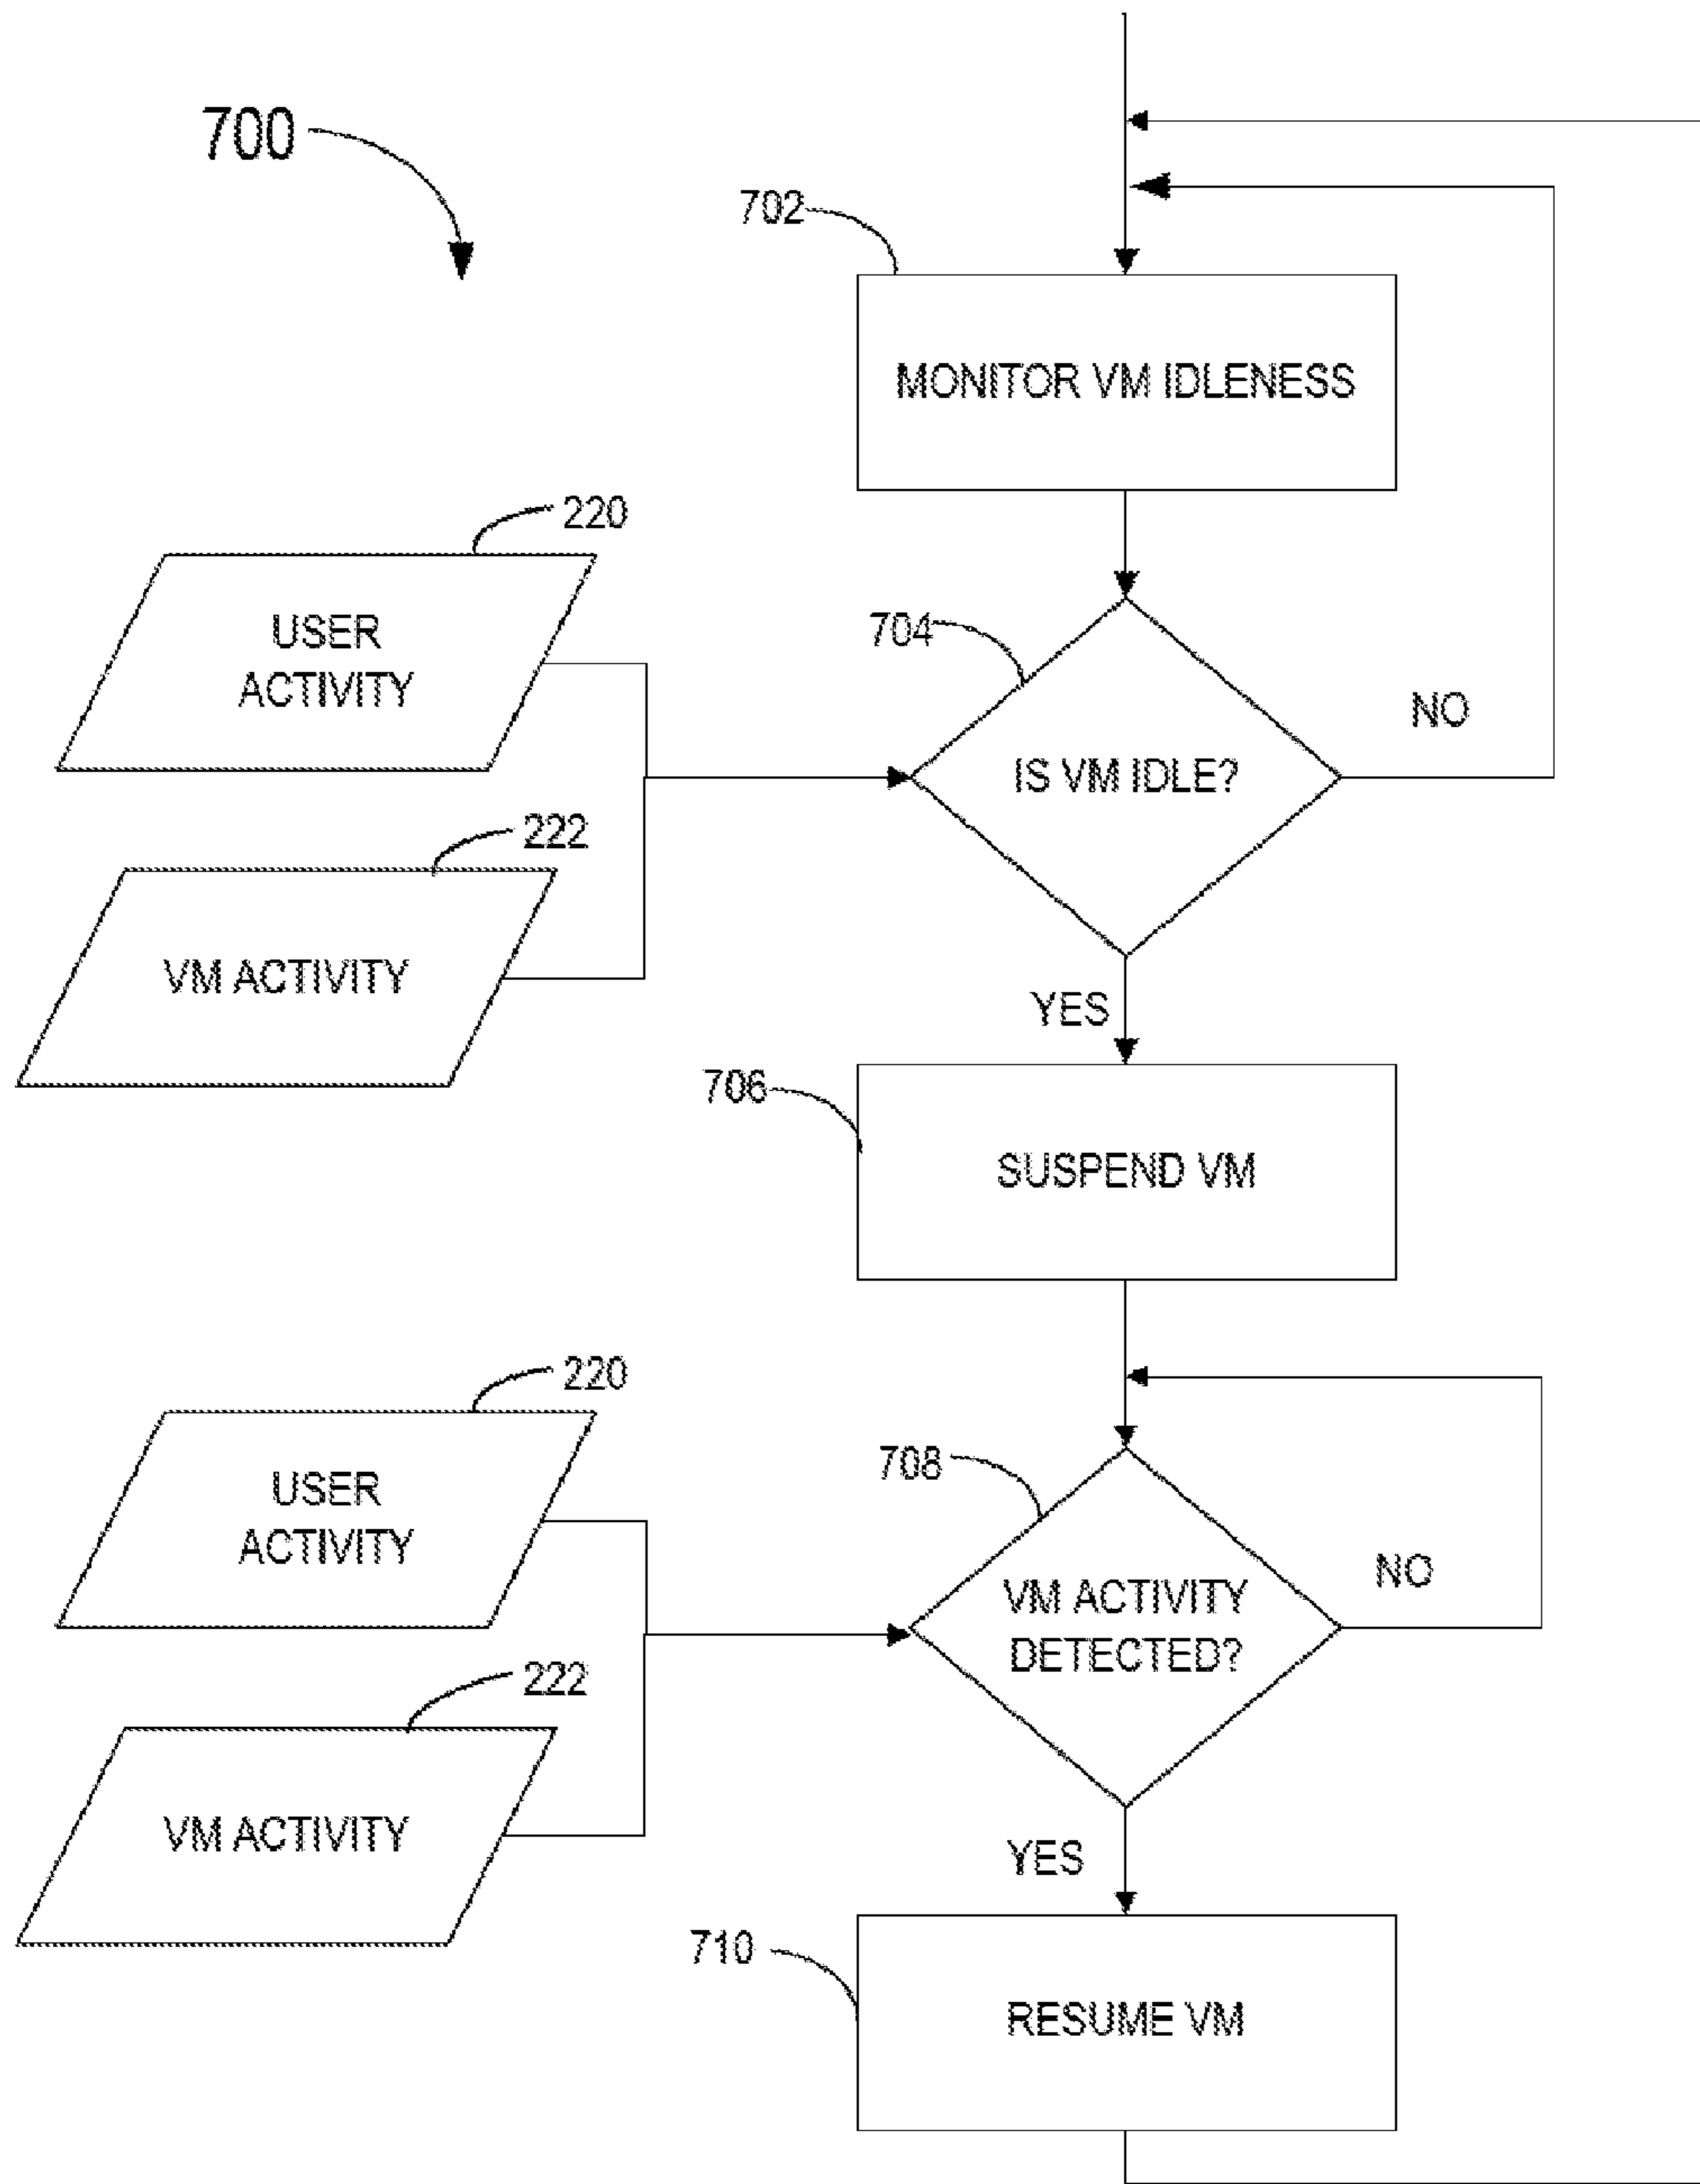 700
702
MONITOR VM IDLENESS
220
USER
ACTIVITY
704
NO
IS VM IDLE?
222
VM ACTIVITY
YES
706
SUSPEND VM
220
USER
ACTIVITY
708
NO
VM ACTIVITY
DETECTED?
222
VM ACTIVITY
YES
710
RESUME VM